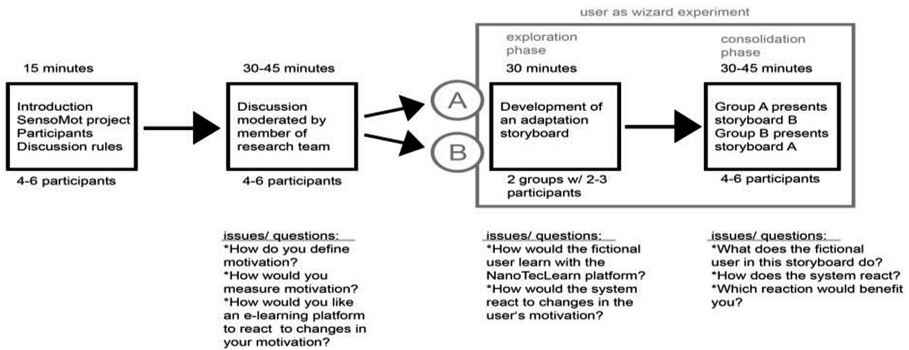 user as wizard experiment
15 minutes
Introduction
SensoMot project
Participants
Discussion rules
4-6 participants
30-45 minutes
Discussion
moderated by
member of
research team
4-6 participants
issues/ questions:
*How do you define
motivation?
*How would you
measure motivation?
*How would you like
an e-learning platform
to react to changes in
your motivation?
A
B
exploration
phase
30 minutes
Development of
an adaptation
storyboard
2 groups w/ 2-3
participants
issues/ questions:
*How would the fictional
user learn with the
NanoTecLearn platform?
*How would the system
react to changes in the
user's motivation?
consolidation
phase
30-45 minutes
Group A presents
storyboard B
Group B presents
storyboard A
4-6 participants
issues/ questions:
*What does the fictional
user in this storyboard do?
*How does the system react?
*Which reaction would benefit
you?